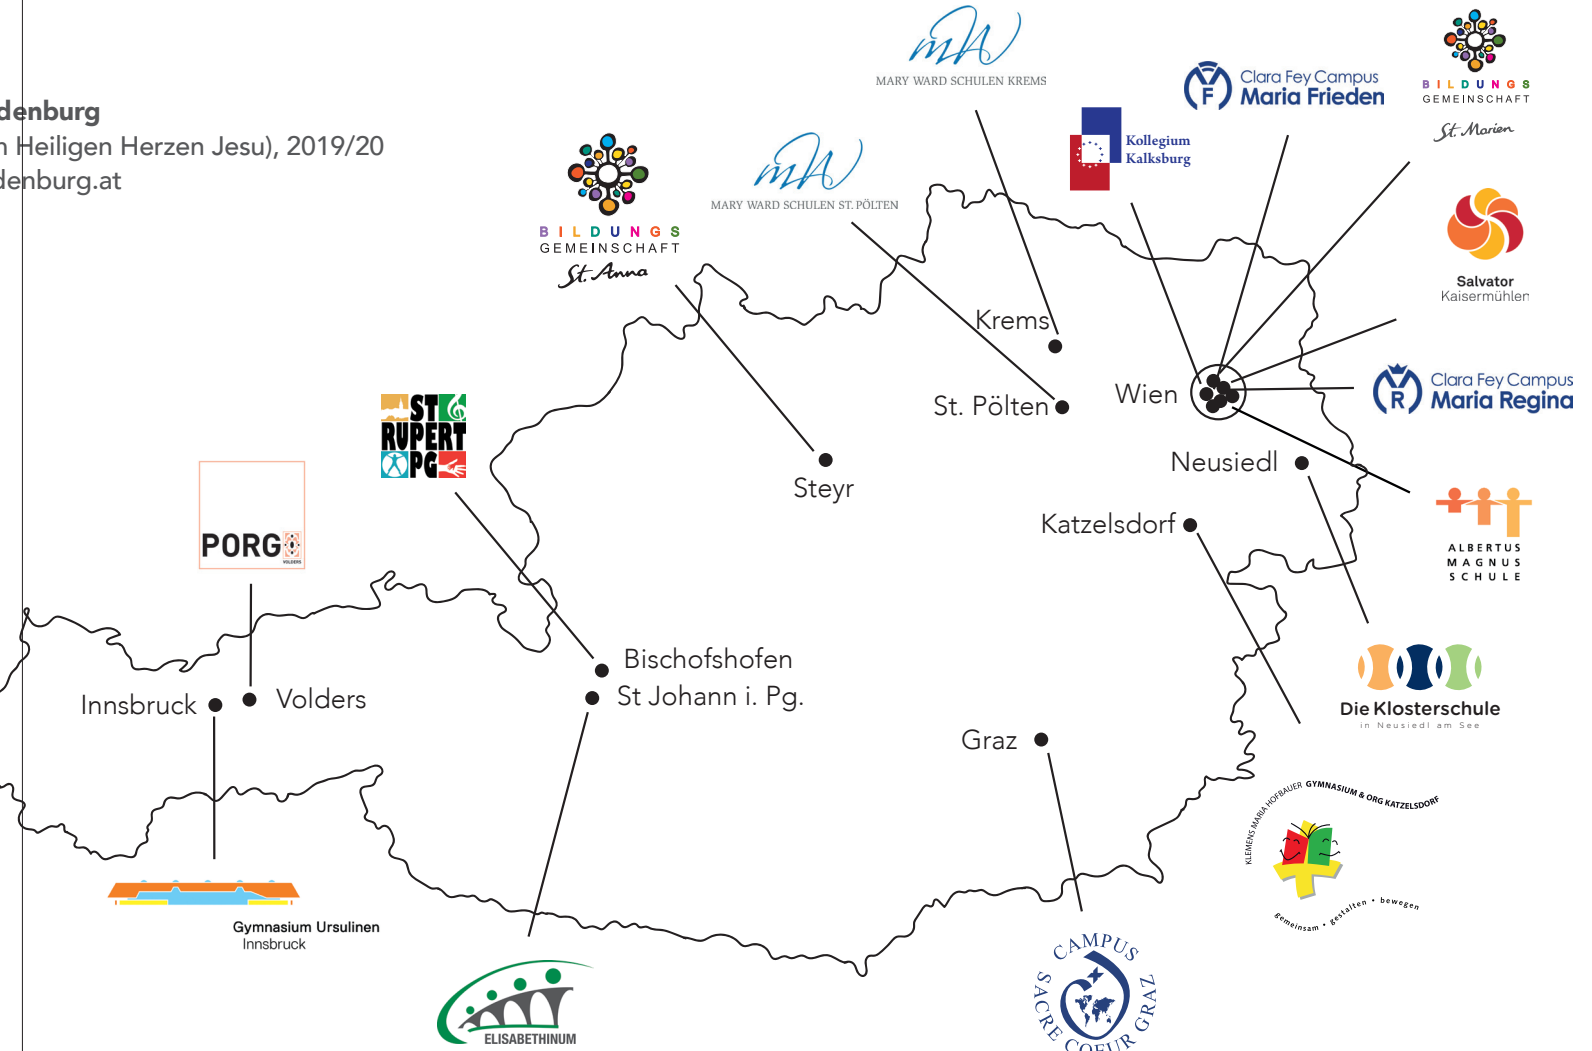 denburg
Heiligen Herzen Jesu), 2019/20
denburg.at
MARY WARD SCHULEN KREMS
Clara Fey Campus
Maria Frieden
BILDUNGS
GEMEINSCHAFT
St. Marien
Kollegium
Kalksburg
MARY WARD SCHULEN ST. PÖLTEN
BILDUNGS
GEMEINSCHAFT
St. Anna
Salvator
Kaisermühlen
Krems
Wien
St. Pölten
Clara Fey Campus
Maria Regina
MR
ST
RUPERT
PG
Steyr
Neusiedl
Katzelsdorf
PORG
VOLDERS
ALBERTUS
MAGNUS
SCHULE
Bischofshofen
St Johann i. Pg.
Innsbruck
Volders
Graz
Die Klosterschule
in Neusiedl am See
KLEMENS MARIA HOFBAUER GYMNASIUM & ORG KATZELSDORF
gemeinsam • gestalten • bewegen
Gymnasium Ursulinen
Innsbruck
ELISABETHINUM
CAMPUS
SACRE COEUR GRAZ